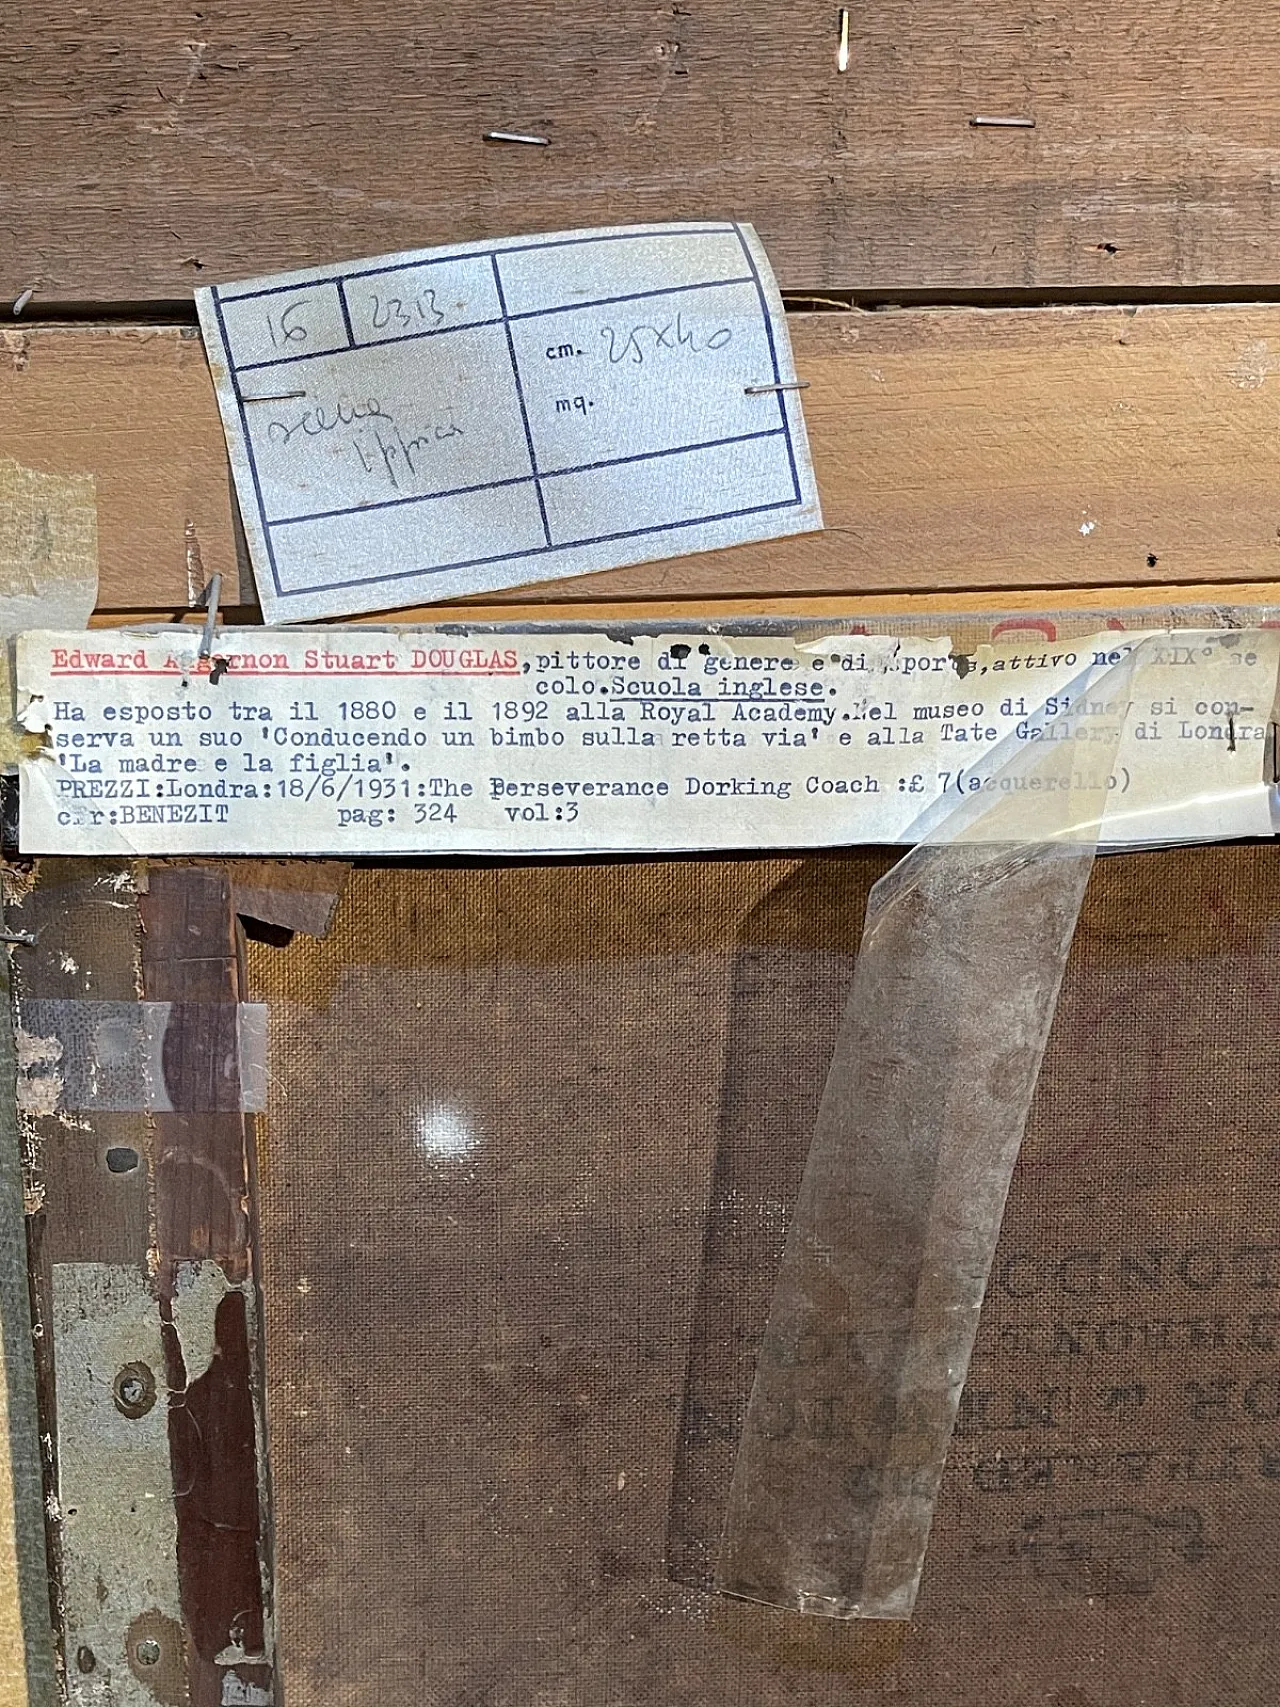 16 2313
cm. 25x40
mq.
scena
ippica
Edward Algernon Stuart DOUGLAS,pittore di genere e di sports,attivo nel XIX° se
colo.Scuola inglese.
Ha esposto tra il 1880 e il 1892 alla Royal Academy.Nel museo di Sidney si con-
serva un suo 'Conducendo un bimbo sulla retta via' e alla Tate Gallery di Londra
'La madre e la figlia'.
PREZZI:Londra:18/6/1931:The Perseverance Dorking Coach :£ 7(acquerello)
cfr:BENEZIT pag: 324 vol:3